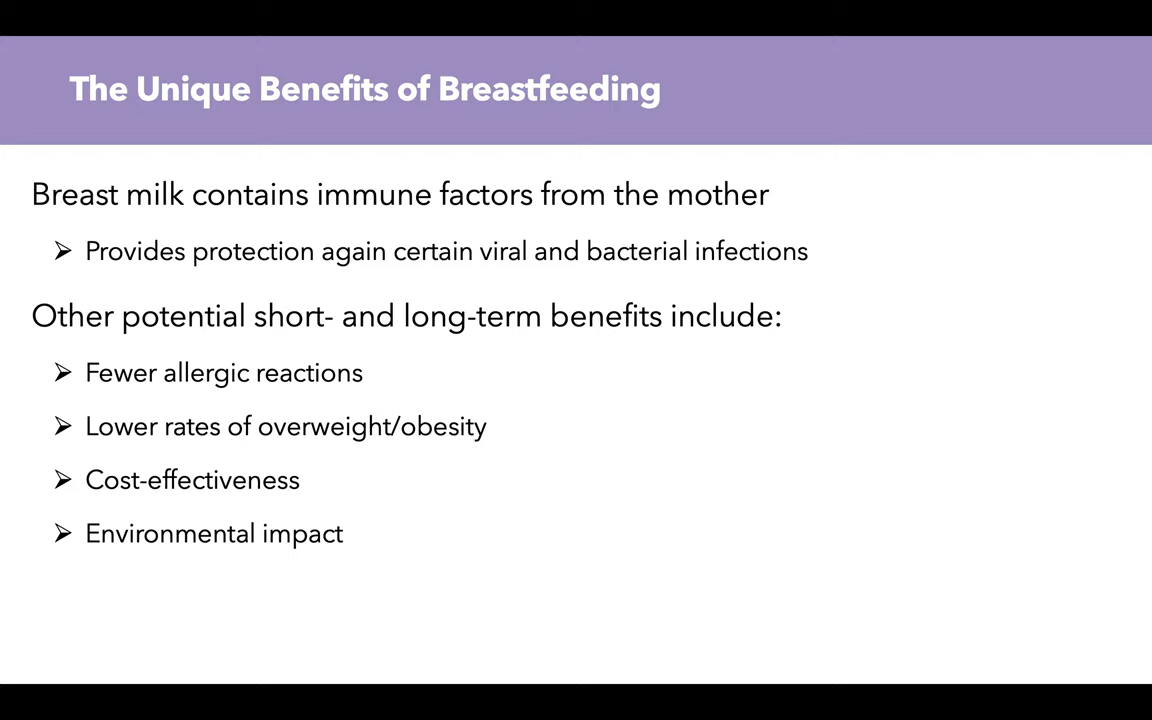 The Unique Benefits of Breastfeeding
Breast milk contains immune factors from the mother
➢ Provides protection again certain viral and bacterial infections
Other potential short- and long-term benefits include:
➢ Fewer allergic reactions
➢ Lower rates of overweight/obesity
➢ Cost-effectiveness
➢ Environmental impact